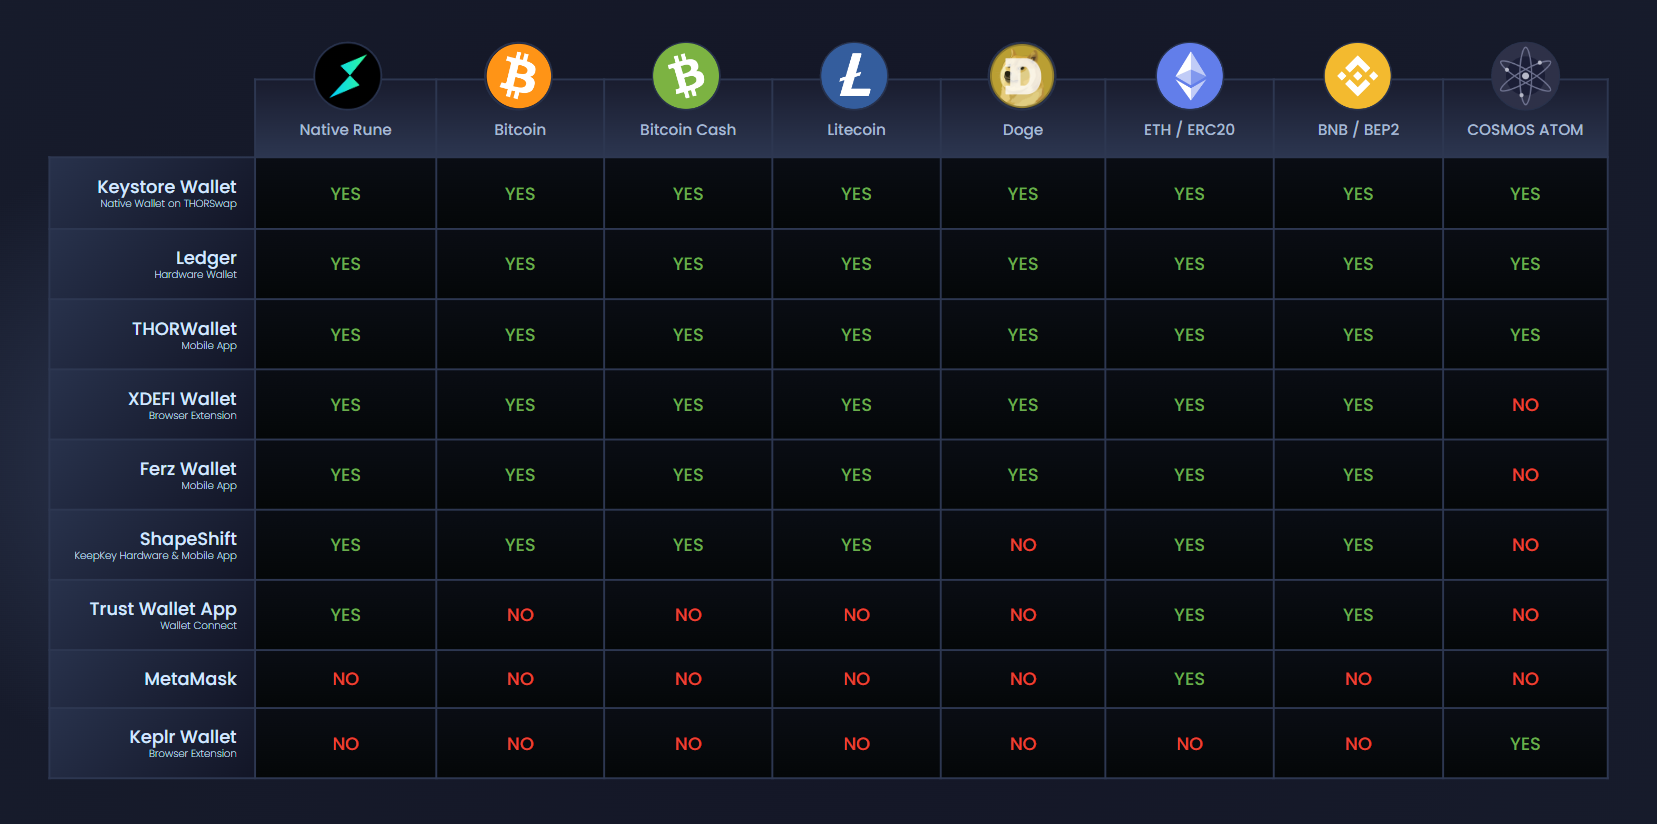 Native Rune Bitcoin Bitcoin Cash Litecoin Doge ETH / ERC20 BNB / BEP2 COSMOS ATOM
Keystore Wallet YES YES YES YES YES YES YES YES
Native Wallet on THORSwap
Ledger YES YES YES YES YES YES YES YES
Hardware Wallet
THORWallet YES YES YES YES YES YES YES YES
Mobile App
XDEFI Wallet YES YES YES YES YES YES YES NO
Browser Extension
Ferz Wallet YES YES YES YES YES YES YES NO
Mobile App
ShapeShift YES YES YES YES NO YES YES NO
KeepKey Hardware & Mobile App
Trust Wallet App YES NO NO NO NO YES YES NO
Wallet Connect
MetaMask NO NO NO NO NO YES NO NO
Keplr Wallet NO NO NO NO NO NO NO YES
Browser Extension